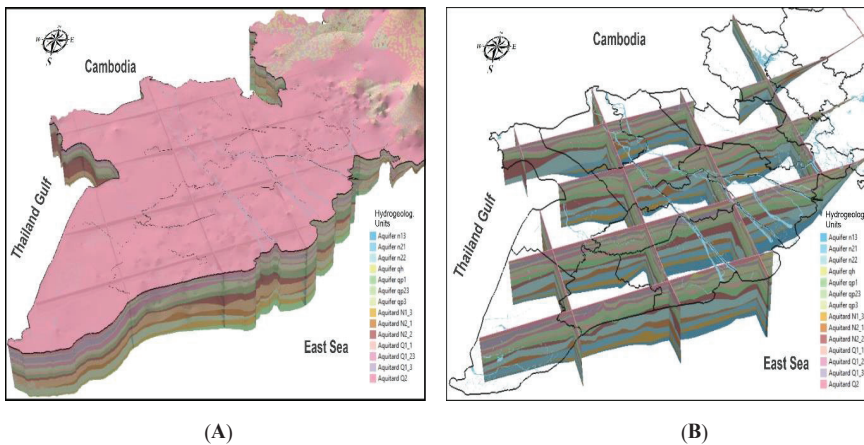 Cambodia
N
W
E
S
Thailand Gulf
Hydrogeolog.
Units
Aquifer n13
Aquifer n21
Aquifer n22
Aquifer qh
Aquifer qp1
Aquifer qp23
Aquifer qp3
Aquitard N1_3
Aquitard N2_1
Aquitard N2_2
Aquitard Q1_1
Aquitard Q1_23
Aquitard Q1_3
Aquitard Q2
East Sea
(A)
Cambodia
N
W
E
S
Thailand Gulf
Hydrogeolog.
Units
Aquifer n13
Aquifer n21
Aquifer n22
Aquifer qh
Aquifer qp1
Aquifer qp23
Aquifer qp3
Aquitard N1_3
Aquitard N2_1
Aquitard N2_2
Aquitard Q1_1
Aquitard Q1_2
Aquitard Q1_3
Aquitard Q2
East Sea
(B)